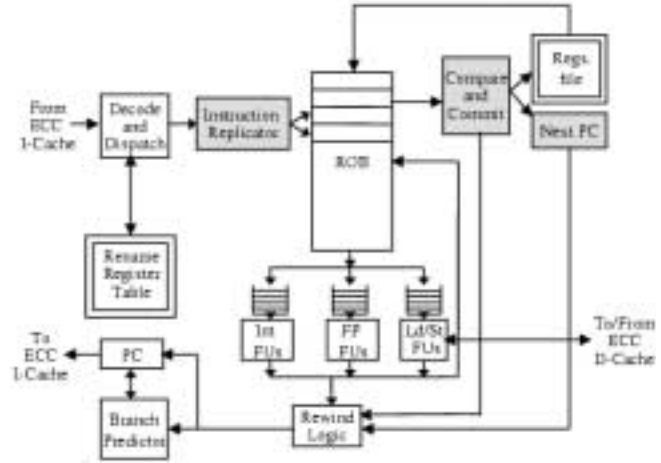 From
ECC
I-Cache
Decode
and
Dispatch
Instruction
Replicator
ROB
Compare
and
Commit
Regs.
file
Next PC
Rename
Register
Table
Int
FUs
FP
FUs
Ld/St
FUs
To/From
ECC
D-Cache
To
ECC
I-Cache
PC
Branch
Predictor
Rewind
Logic